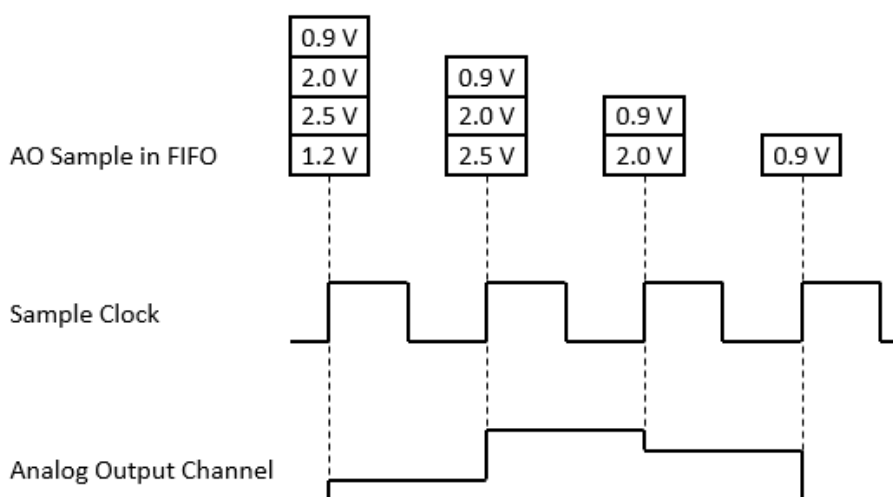 0.9 V
2.0 V 0.9 V
2.5 V 2.0 V 0.9 V
AO Sample in FIFO 1.2 V 2.5 V 2.0 V 0.9 V
Sample Clock
Analog Output Channel